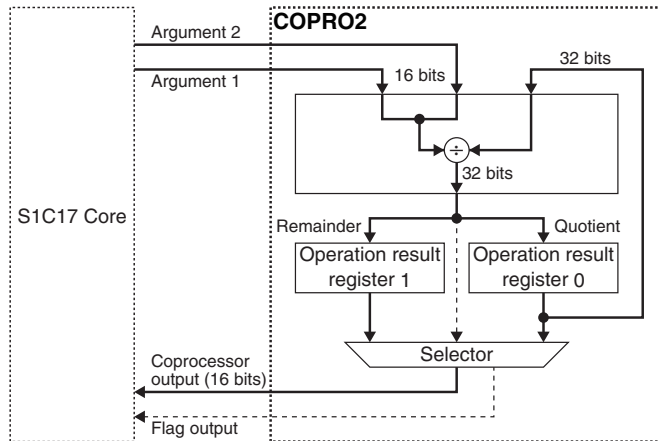 COPRO2
Argument 2
Argument 1
16 bits
32 bits
÷
32 bits
S1C17 Core
Remainder
Quotient
Operation result
register 1
Operation result
register 0
Selector
Coprocessor
output (16 bits)
Flag output